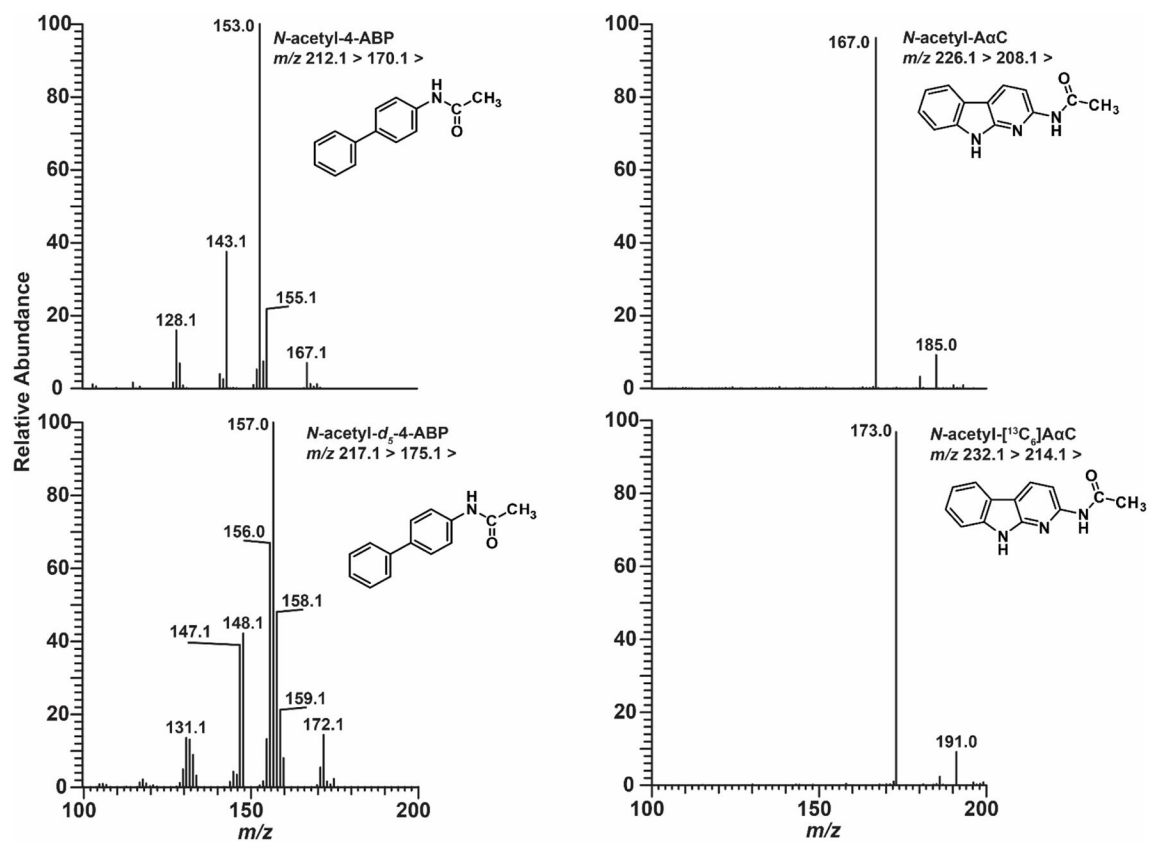 Relative Abundance
100
80
60
40
20
0
153.0
N-acetyl-4-ABP
m/z 212.1 > 170.1 >
H
N
CH3
O
143.1
155.1
128.1
167.1
100
80
60
40
20
0
167.0
N-acetyl-AαC
m/z 226.1 > 208.1 >
O
N
H
N
N
H
CH3
185.0
100
80
60
40
20
0
157.0
N-acetyl-d5-4-ABP
m/z 217.1 > 175.1 >
H
N
CH3
O
156.0
158.1
147.1
148.1
159.1
131.1
172.1
100
150
200
m/z
100
80
60
40
20
0
173.0
N-acetyl-[13C6]AαC
m/z 232.1 > 214.1 >
O
N
H
N
N
H
CH3
191.0
100
150
200
m/z